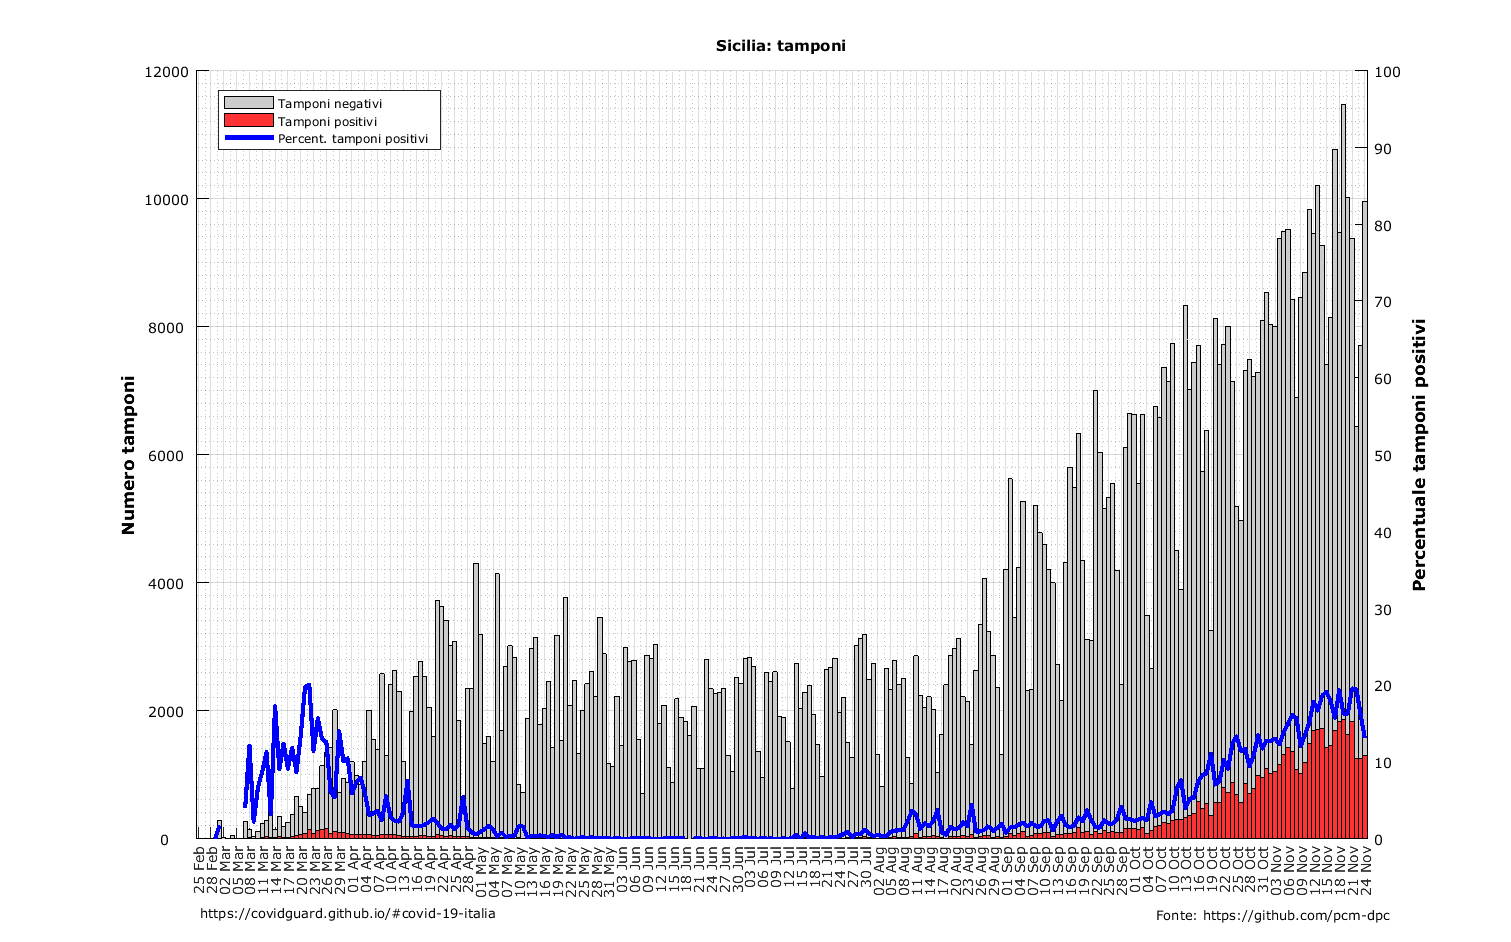 Sicilia: tamponi
12000
10000
8000
6000
4000
2000
0
Numero tamponi
Tamponi negativi
Tamponi positivi
Percent. tamponi positivi
100
90
80
70
60
50
40
30
20
10
0
Percentuale tamponi positivi
25 Feb
28 Feb
02 Mar
05 Mar
08 Mar
11 Mar
14 Mar
17 Mar
20 Mar
23 Mar
26 Mar
29 Mar
01 Apr
04 Apr
07 Apr
10 Apr
13 Apr
16 Apr
19 Apr
22 Apr
25 Apr
28 Apr
01 May
04 May
07 May
10 May
13 May
16 May
19 May
22 May
25 May
28 May
31 May
03 Jun
06 Jun
09 Jun
12 Jun
15 Jun
18 Jun
21 Jun
24 Jun
27 Jun
30 Jun
03 Jul
06 Jul
09 Jul
12 Jul
15 Jul
18 Jul
21 Jul
24 Jul
27 Jul
30 Jul
02 Aug
05 Aug
08 Aug
11 Aug
14 Aug
17 Aug
20 Aug
23 Aug
26 Aug
29 Aug
01 Sep
04 Sep
07 Sep
10 Sep
13 Sep
16 Sep
19 Sep
22 Sep
25 Sep
28 Sep
01 Oct
04 Oct
07 Oct
10 Oct
13 Oct
16 Oct
19 Oct
22 Oct
25 Oct
28 Oct
31 Oct
03 Nov
06 Nov
09 Nov
12 Nov
15 Nov
18 Nov
21 Nov
24 Nov
https://covidguard.github.io/#covid-19-italia
Fonte: https://github.com/pcm-dpc